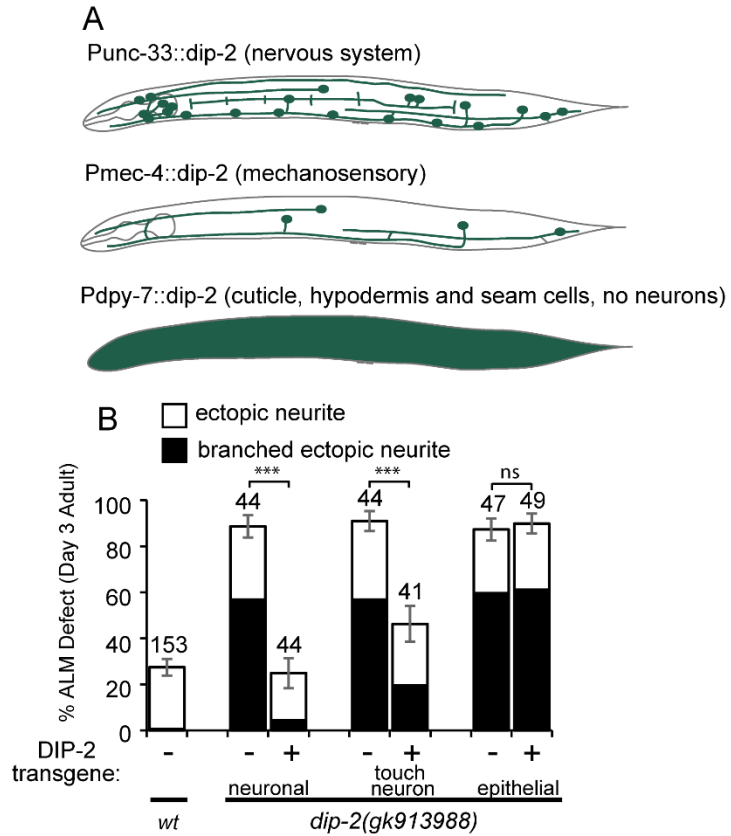 A
Punc-33::dip-2 (nervous system)
Pmec-4::dip-2 (mechanosensory)
Pdpy-7::dip-2 (cuticle, hypodermis and seam cells, no neurons)
B
ectopic neurite
branched ectopic neurite
% ALM Defect (Day 3 Adult)
100
80
60
40
20
0
*** *** ns
153 44 44 44 41 47 49
DIP-2 transgene: - - + - + - +
neuronal touch neuron epithelial
wt dip-2(gk913988)